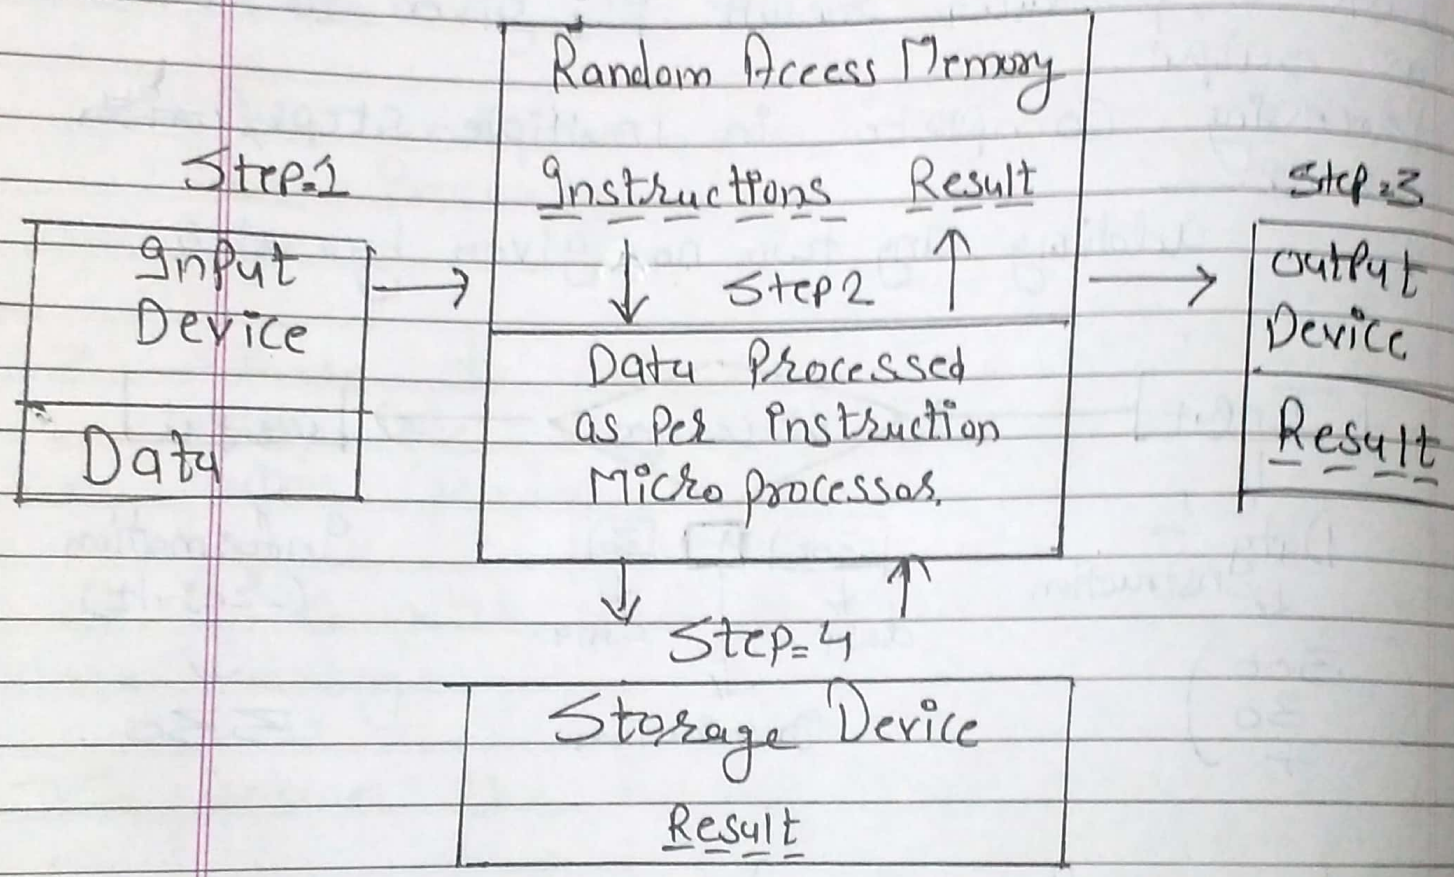 Random Access Memory
Step=1
Instructions Result
Step=3
Input
Device
Step 2
Output
Device
Data Processed
as per instruction
Micro processor.
Data
Result
Step=4
Storage Device
Result